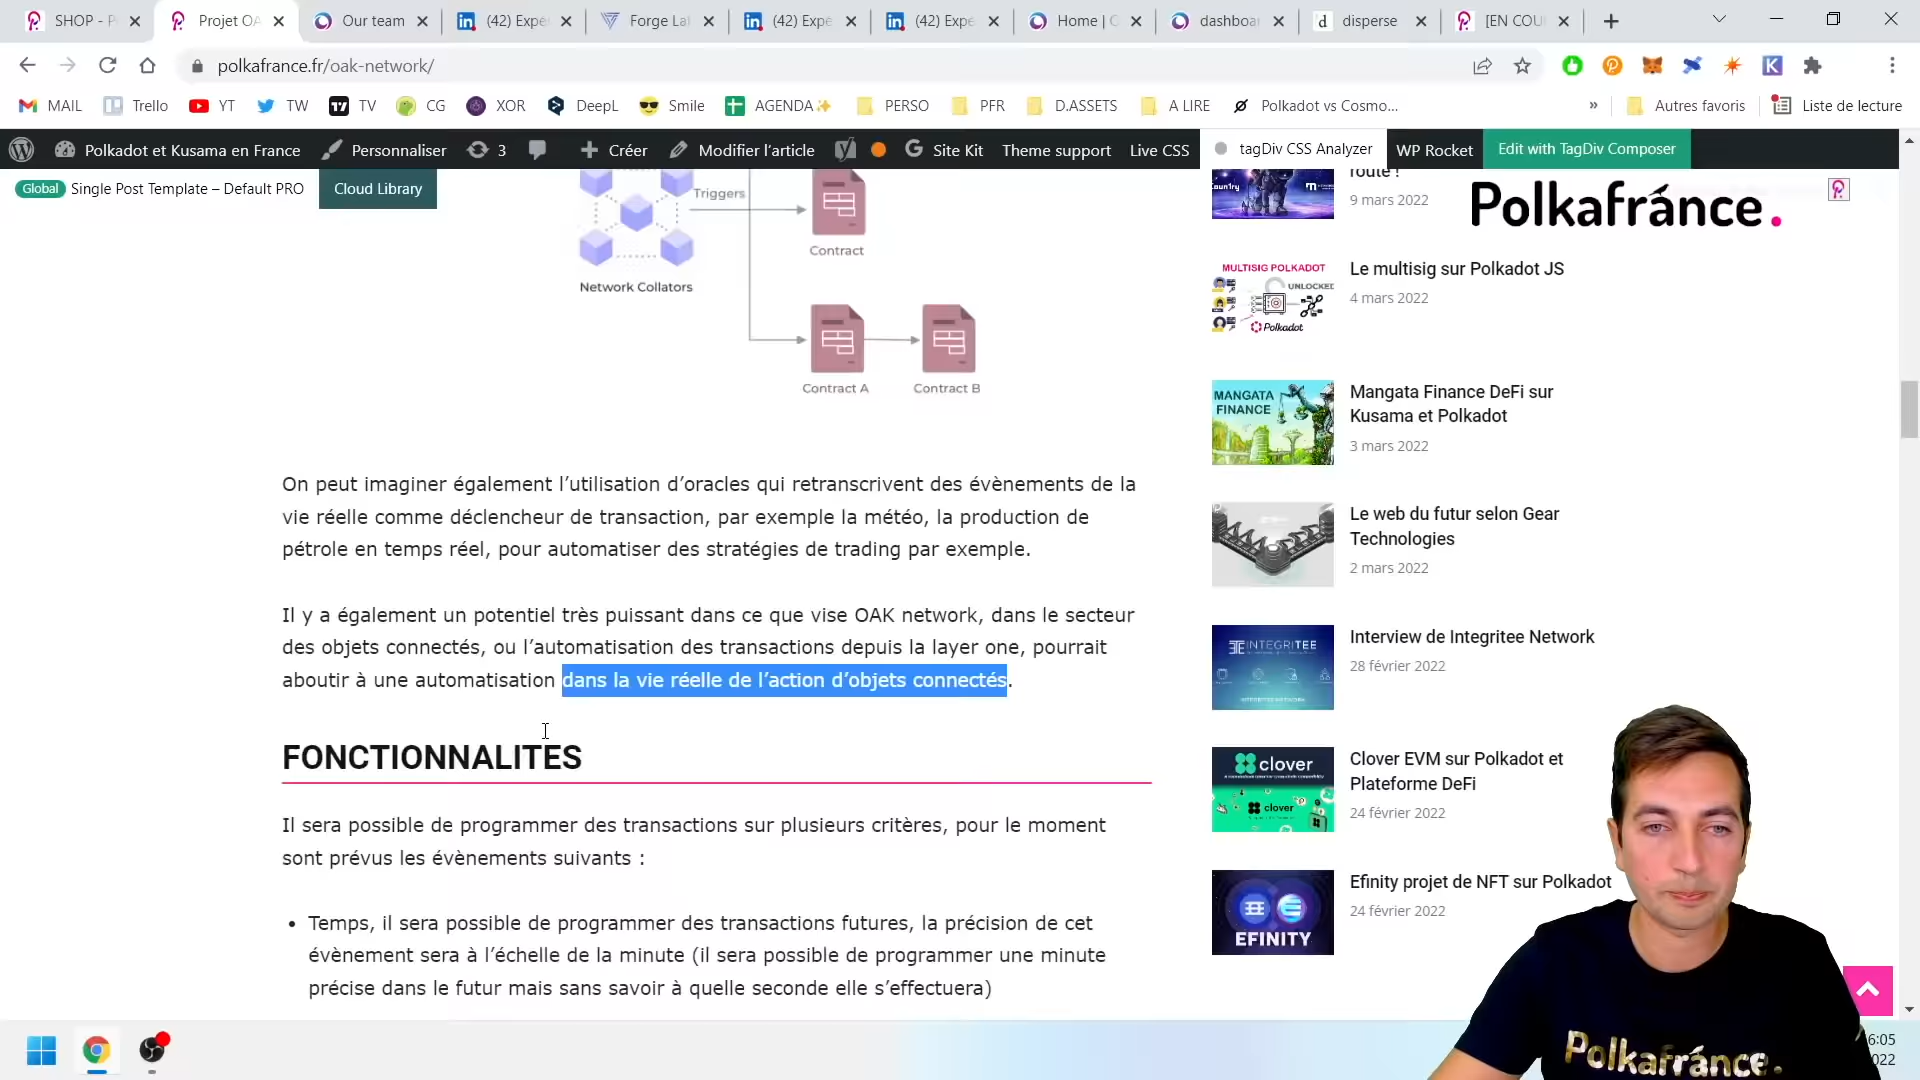 SHOP - P
Projet OA
Our team
(42) Expe
Forge La
(42) Expe
(42) Expe
Home | C
dashboa
disperse
[EN COU
polkafrance.fr/oak-network/
MAIL
Trello
YT
TW
TV
CG
XOR
DeepL
Smile
AGENDA✨
PERSO
PFR
D.ASSETS
A LIRE
Polkadot vs Cosmo...
»
Autres favoris
Liste de lecture
Polkadot et Kusama en France
Personnaliser
3
Créer
Modifier l’article
Site Kit
Theme support
Live CSS
tagDiv CSS Analyzer
WP Rocket
Edit with TagDiv Composer
Global
Single Post Template – Default PRO
Cloud Library
Triggers
Contract
Network Collators
Contract A
Contract B
On peut imaginer également l’utilisation d’oracles qui retranscrivent des évènements de la
vie réelle comme déclencheur de transaction, par exemple la météo, la production de
pétrole en temps réel, pour automatiser des stratégies de trading par exemple.
Il y a également un potentiel très puissant dans ce que vise OAK network, dans le secteur
des objets connectés, ou l’automatisation des transactions depuis la layer one, pourrait
aboutir à une automatisation dans la vie réelle de l’action d’objets connectés.
FONCTIONNALITES
Il sera possible de programmer des transactions sur plusieurs critères, pour le moment
sont prévus les évènements suivants :
• Temps, il sera possible de programmer des transactions futures, la précision de cet
évènement sera à l’échelle de la minute (il sera possible de programmer une minute
précise dans le futur mais sans savoir à quelle seconde elle s’effectuera)
route !
9 mars 2022
Polkafránce.
MULTISIG POLKADOT
UNLOCKED
Polkadot
Le multisig sur Polkadot JS
4 mars 2022
MANGATA
FINANCE
Mangata Finance DeFi sur
Kusama et Polkadot
3 mars 2022
Le web du futur selon Gear
Technologies
2 mars 2022
INTEGRITEE
INTEGRITEE NETWORK
Interview de Integritee Network
28 février 2022
clover
clover
Clover EVM sur Polkadot et
Plateforme DeFi
24 février 2022
EFINITY
Efinity projet de NFT sur Polkadot
24 février 2022
Polkafránce.
6:05
022